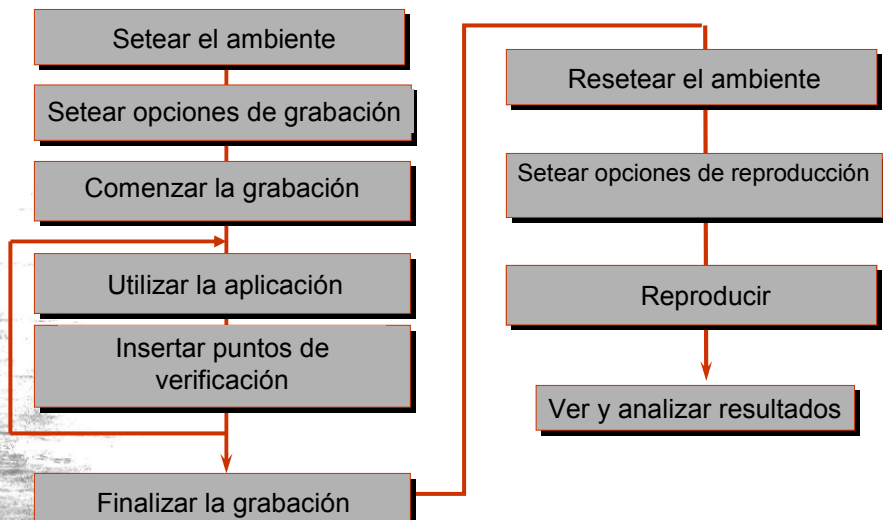 Setear el ambiente
Setear opciones de grabación
Comenzar la grabación
Utilizar la aplicación
Insertar puntos de
verificación
Finalizar la grabación
Resetear el ambiente
Setear opciones de reproducción
Reproducir
Ver y analizar resultados